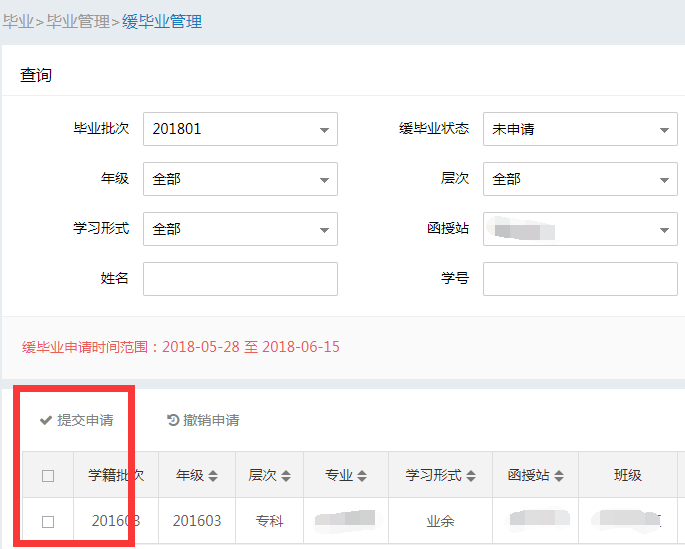 毕业>毕业管理>缓毕业管理
查询
毕业批次 201801 缓毕业状态 未申请
年级 全部 层次 全部
学习形式 全部 函授站
姓名 学号
缓毕业申请时间范围：2018-05-28 至 2018-06-15
提交申请 撤销申请
学籍批次 年级 层次 专业 学习形式 函授站 班级
201603 201603 专科 业余